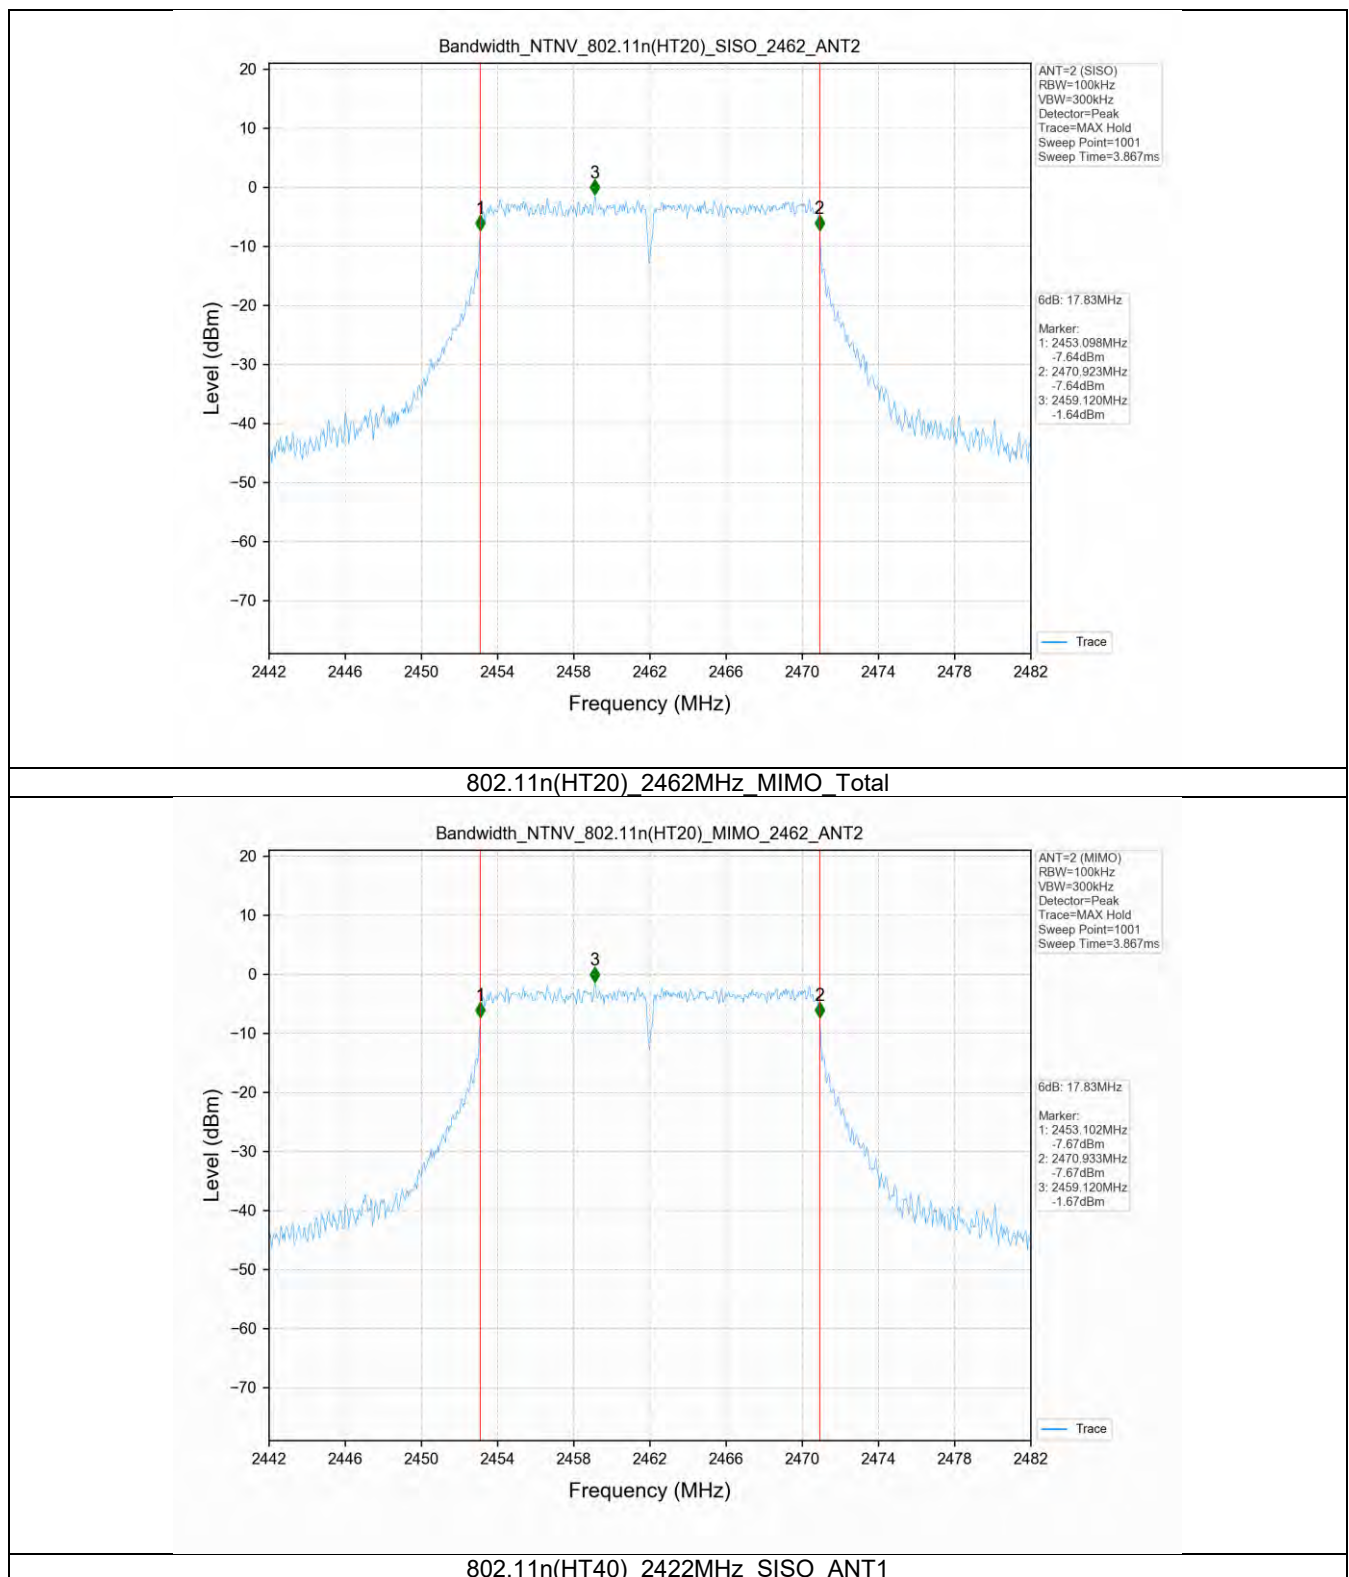 Bandwidth_NTNV_802.11n(HT20)_SISO_2462_ANT2
ANT=2 (SISO)
RBW=100kHz
VBW=300kHz
Detector=Peak
Trace=MAX Hold
Sweep Point=1001
Sweep Time=3.867ms
20
10
0
−10
−20
−30
−40
−50
−60
−70
Level (dBm)
3
1
2
6dB: 17.83MHz
Marker:
1: 2453.098MHz
-7.64dBm
2: 2470.923MHz
-7.64dBm
3: 2459.120MHz
-1.64dBm
Trace
2442 2446 2450 2454 2458 2462 2466 2470 2474 2478 2482
Frequency (MHz)
802.11n(HT20)_2462MHz_MIMO_Total
Bandwidth_NTNV_802.11n(HT20)_MIMO_2462_ANT2
ANT=2 (MIMO)
RBW=100kHz
VBW=300kHz
Detector=Peak
Trace=MAX Hold
Sweep Point=1001
Sweep Time=3.867ms
20
10
0
−10
−20
−30
−40
−50
−60
−70
Level (dBm)
3
1
2
6dB: 17.83MHz
Marker:
1: 2453.102MHz
-7.67dBm
2: 2470.933MHz
-7.67dBm
3: 2459.120MHz
-1.67dBm
Trace
2442 2446 2450 2454 2458 2462 2466 2470 2474 2478 2482
Frequency (MHz)
802.11n(HT40)_2422MHz_SISO_ANT1